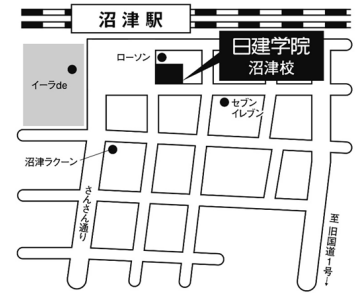 沼津駅
日建学院
沼津校
ローソン
イーラde
セブン
イレブン
沼津ラクーン
さんさん通り
至旧国道1号→